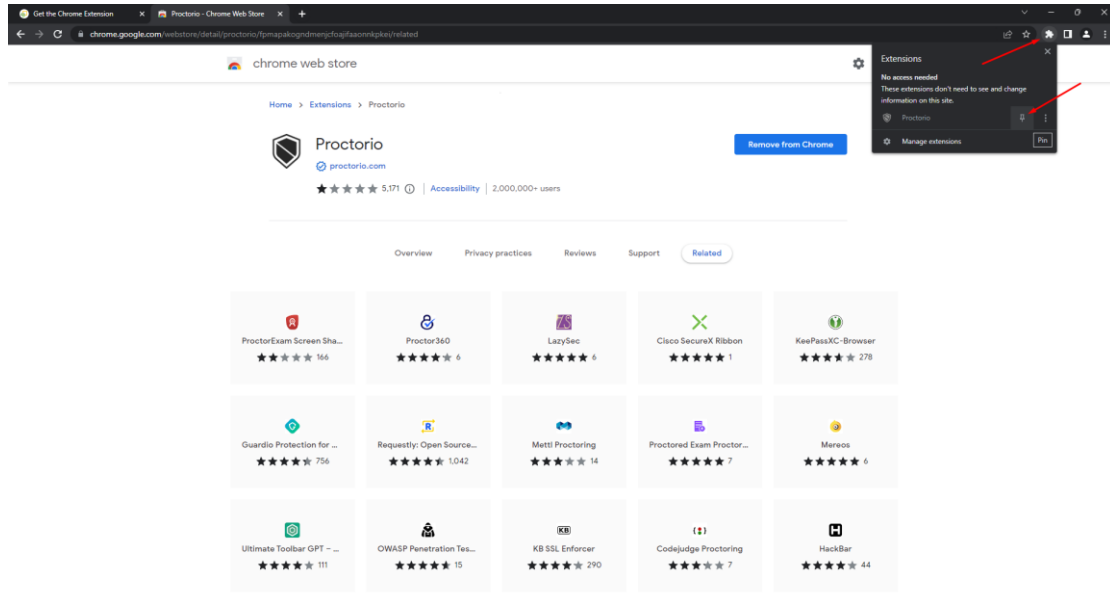 Get the Chrome Extension
Proctorio - Chrome Web Store
chrome.google.com/webstore/detail/proctorio/fpmapakogndmenjcfoajifaaonnkpkei/related
chrome web store
Extensions
No access needed
These extensions don't need to see and change
information on this site.
Proctorio
Manage extensions
Pin
Home > Extensions > Proctorio
Proctorio
Remove from Chrome
proctorio.com
5,171 Accessibility 2,000,000+ users
Overview Privacy practices Reviews Support Related
ProctorExam Screen Sha... Proctor360 LazySec Cisco SecureX Ribbon KeePassXC-Browser
166 6 6 1 278
R
Guardio Protection for ... Requestly: Open Source... Mettl Proctoring Proctored Exam Proctor... Mereos
756 1,042 14 7 6
KB H
Ultimate Toolbar GPT – ... OWASP Penetration Tes... KB SSL Enforcer Codejudge Proctoring HackBar
111 15 290 7 44